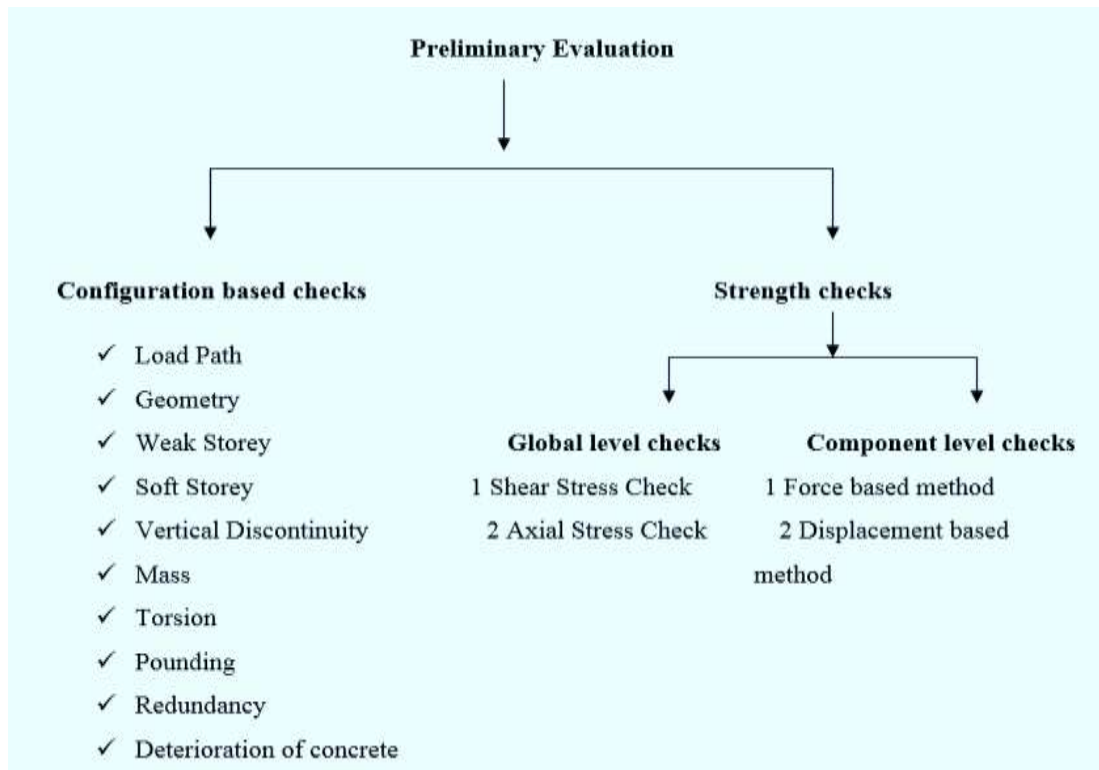 Preliminary Evaluation
Configuration based checks
✓ Load Path
✓ Geometry
✓ Weak Storey
✓ Soft Storey
✓ Vertical Discontinuity
✓ Mass
✓ Torsion
✓ Pounding
✓ Redundancy
✓ Deterioration of concrete
Strength checks
Global level checks
1 Shear Stress Check
2 Axial Stress Check
Component level checks
1 Force based method
2 Displacement based
method